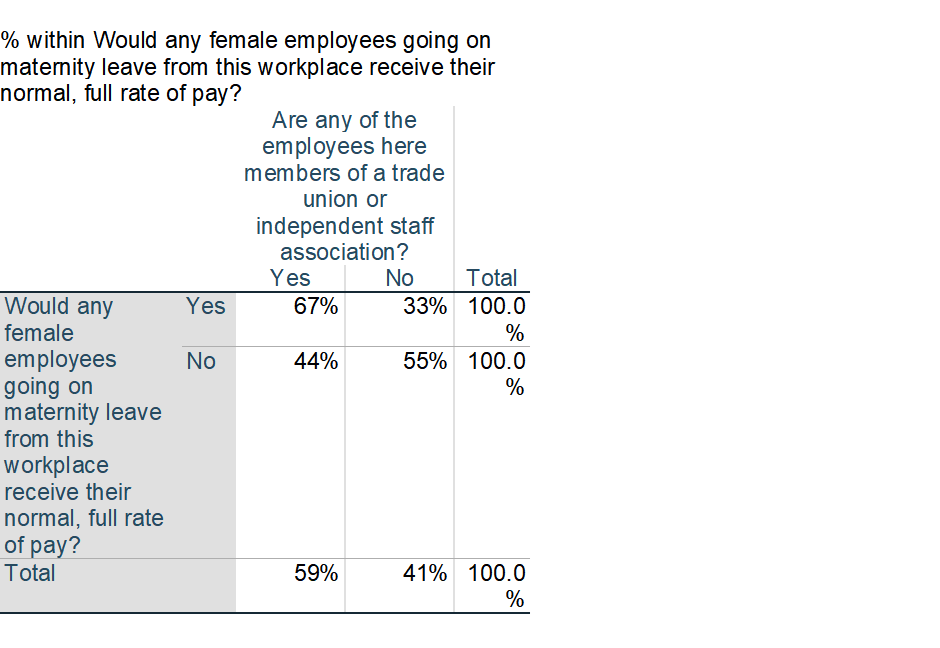 % within Would any female employees going on
maternity leave from this workplace receive their
normal, full rate of pay?
Are any of the
employees here
members of a trade
union or
independent staff
association?
Yes No Total
Would any
female
employees
going on
maternity leave
from this
workplace
receive their
normal, full rate
of pay?
Yes 67% 33% 100.0
%
No 44% 55% 100.0
%
Total 59% 41% 100.0
%